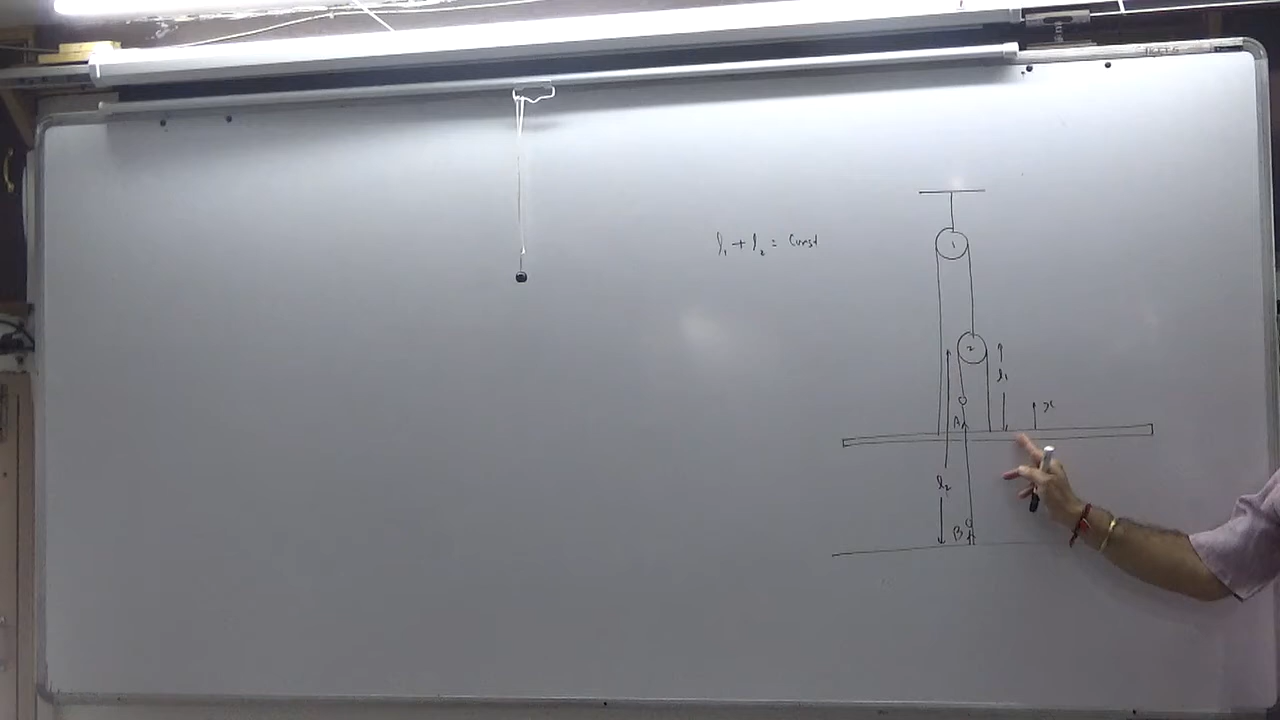 l₁ + l₂ = Const
1
2
l₁
x
A
l₂
B